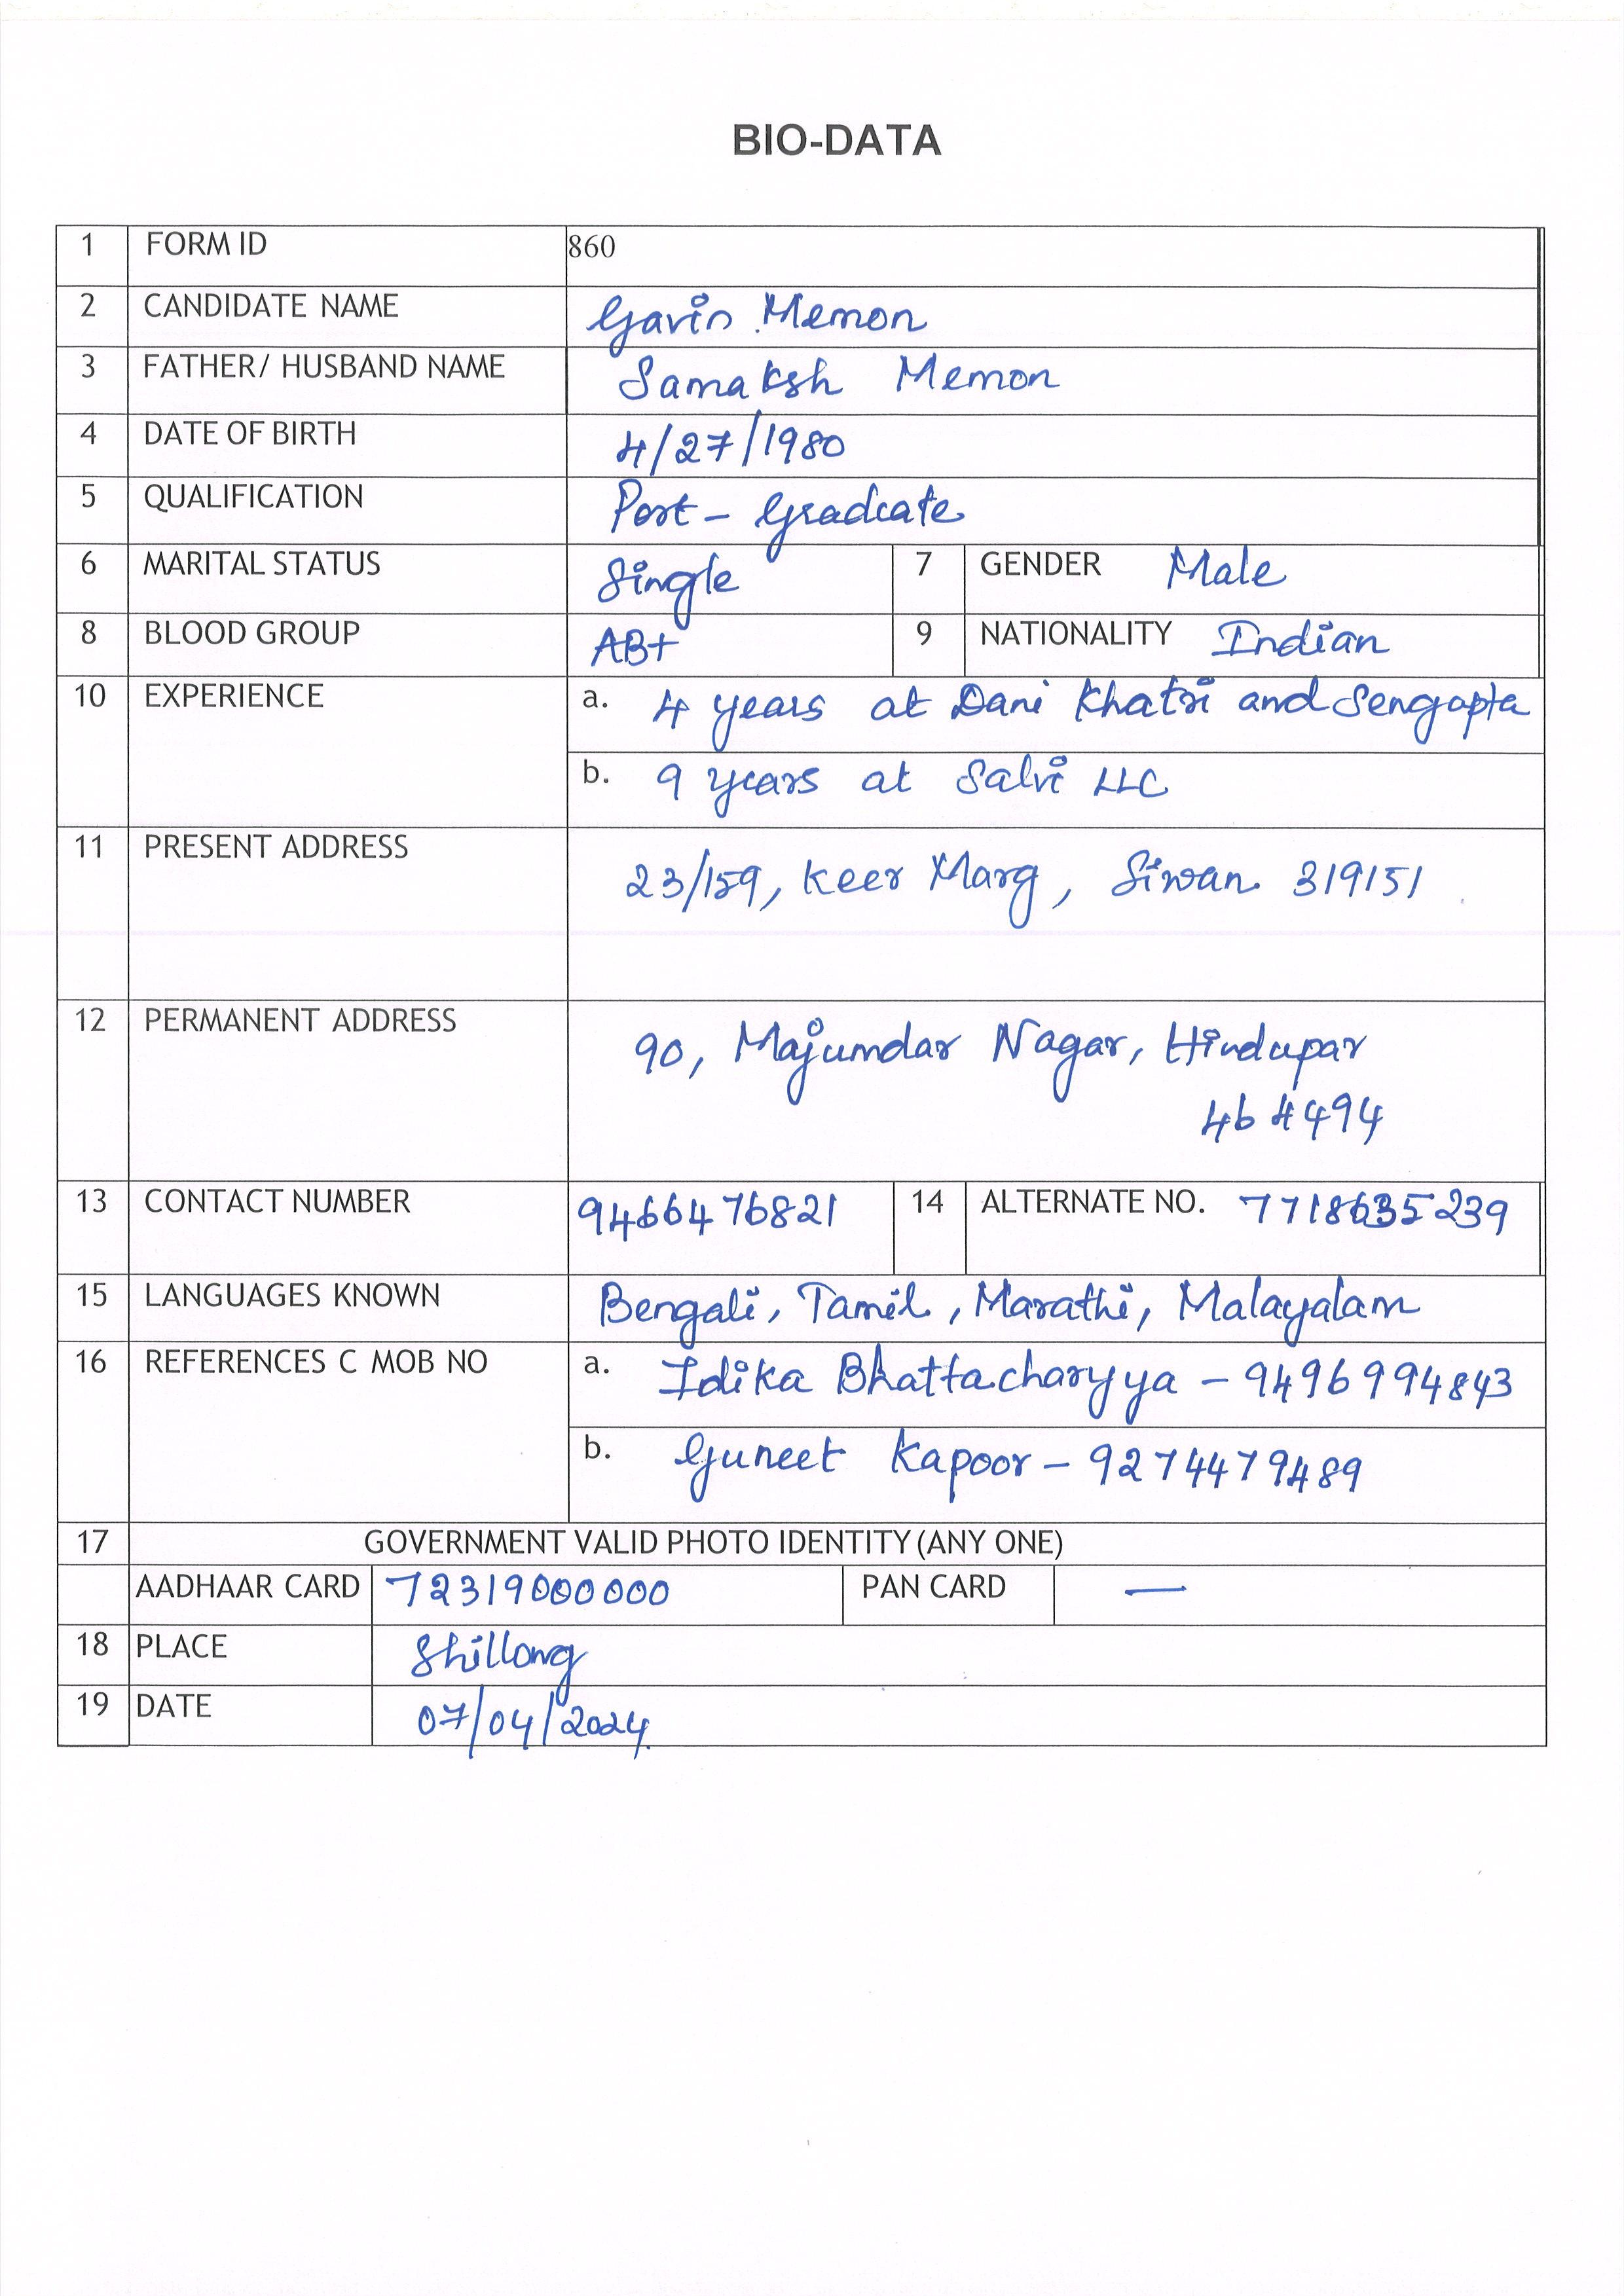 BIO-DATA
1 FORM ID 860
2 CANDIDATE NAME Gavin Memon
3 FATHER/ HUSBAND NAME Samaksh Memon
4 DATE OF BIRTH 4/27/1980
5 QUALIFICATION Post-Graduate
6 MARITAL STATUS Single 7 GENDER Male
8 BLOOD GROUP AB+ 9 NATIONALITY Indian
10 EXPERIENCE a. 4 years at Dani Khatri and Sengupta
b. 9 years at Salvi LLC
11 PRESENT ADDRESS 23/159, Keer Marg, Siwan 319151
12 PERMANENT ADDRESS 90, Majumdar Nagar, Hindupur
464494
13 CONTACT NUMBER 9466476821 14 ALTERNATE NO. 7718635239
15 LANGUAGES KNOWN Bengali, Tamil, Marathi, Malayalam
16 REFERENCES C MOB NO a. Idika Bhattacharyya - 9496994843
b. Guneet Kapoor - 9274479489
17 GOVERNMENT VALID PHOTO IDENTITY (ANY ONE)
AADHAAR CARD 72319000000 PAN CARD —
18 PLACE Shillong
19 DATE 07/04/2024